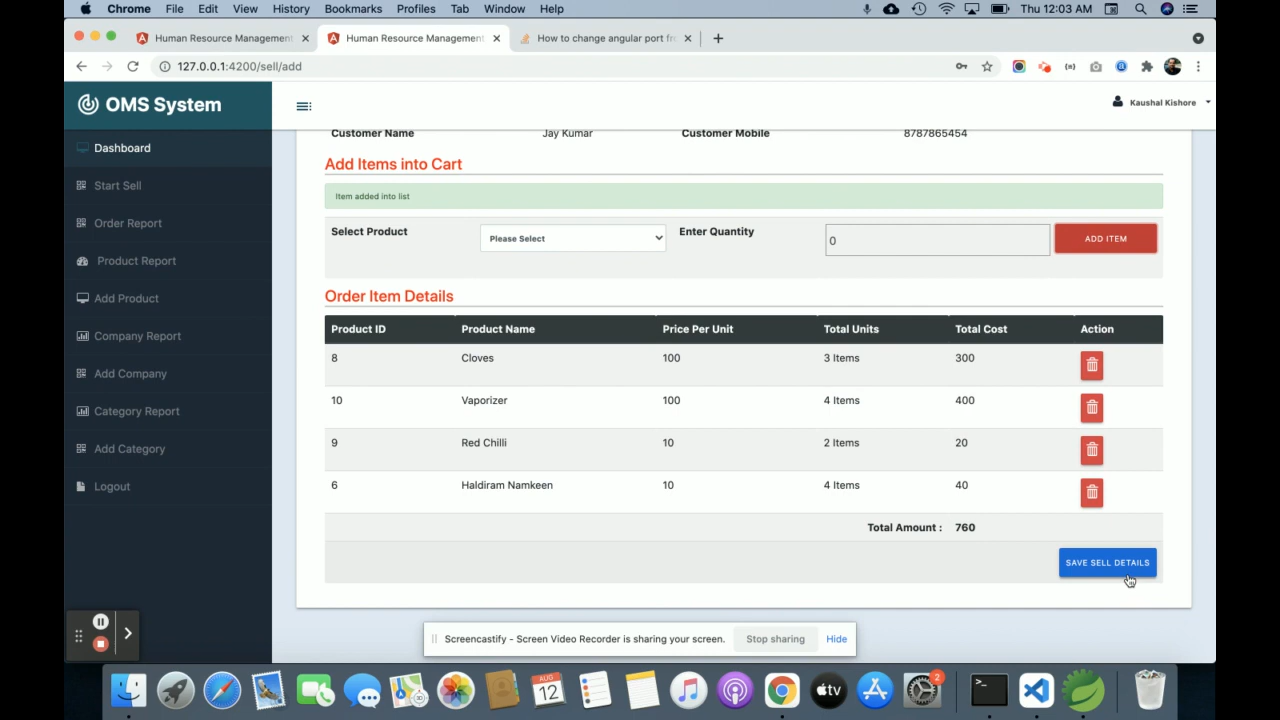 Chrome File Edit View History Bookmarks Profiles Tab Window Help Thu 12:03 AM
Human Resource Management Human Resource Management How to change angular port fr
127.0.0.1:4200/sell/add
OMS System
Kaushal Kishore
Dashboard
Start Sell
Order Report
Product Report
Add Product
Company Report
Add Company
Category Report
Add Category
Logout
Customer Name Jay Kumar Customer Mobile 8787865454
Add Items into Cart
Item added into list
Select Product Please Select Enter Quantity 0 ADD ITEM
Order Item Details
Product ID Product Name Price Per Unit Total Units Total Cost Action
8 Cloves 100 3 Items 300
10 Vaporizer 100 4 Items 400
9 Red Chilli 10 2 Items 20
6 Haldiram Namkeen 10 4 Items 40
Total Amount : 760
SAVE SELL DETAILS
Screencastify - Screen Video Recorder is sharing your screen. Stop sharing Hide
AUG
12
tv
2